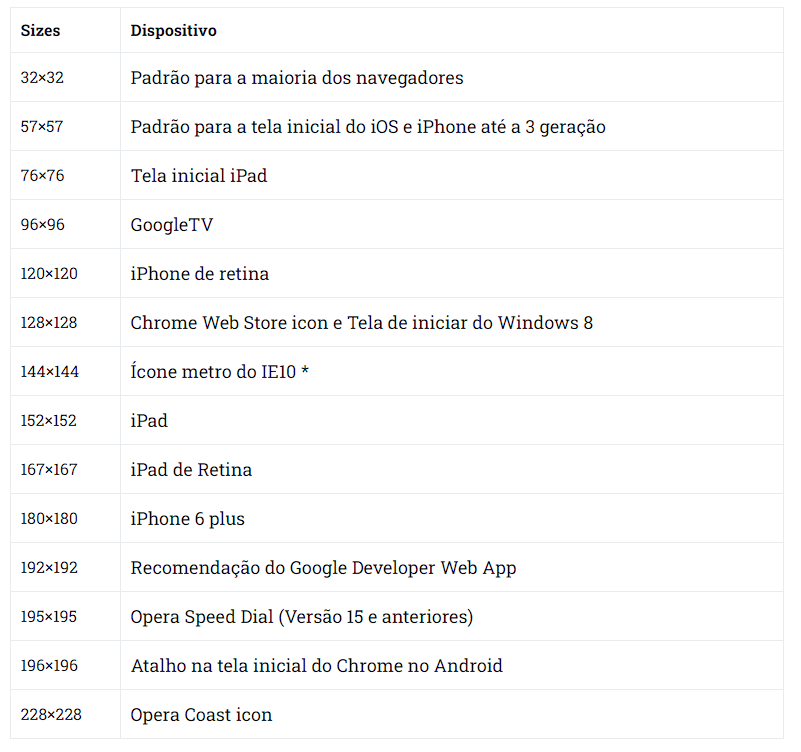 Sizes Dispositivo
32×32 Padrão para a maioria dos navegadores
57×57 Padrão para a tela inicial do iOS e iPhone até a 3 geração
76×76 Tela inicial iPad
96×96 GoogleTV
120×120 iPhone de retina
128×128 Chrome Web Store icon e Tela de iniciar do Windows 8
144×144 Ícone metro do IE10 *
152×152 iPad
167×167 iPad de Retina
180×180 iPhone 6 plus
192×192 Recomendação do Google Developer Web App
195×195 Opera Speed Dial (Versão 15 e anteriores)
196×196 Atalho na tela inicial do Chrome no Android
228×228 Opera Coast icon